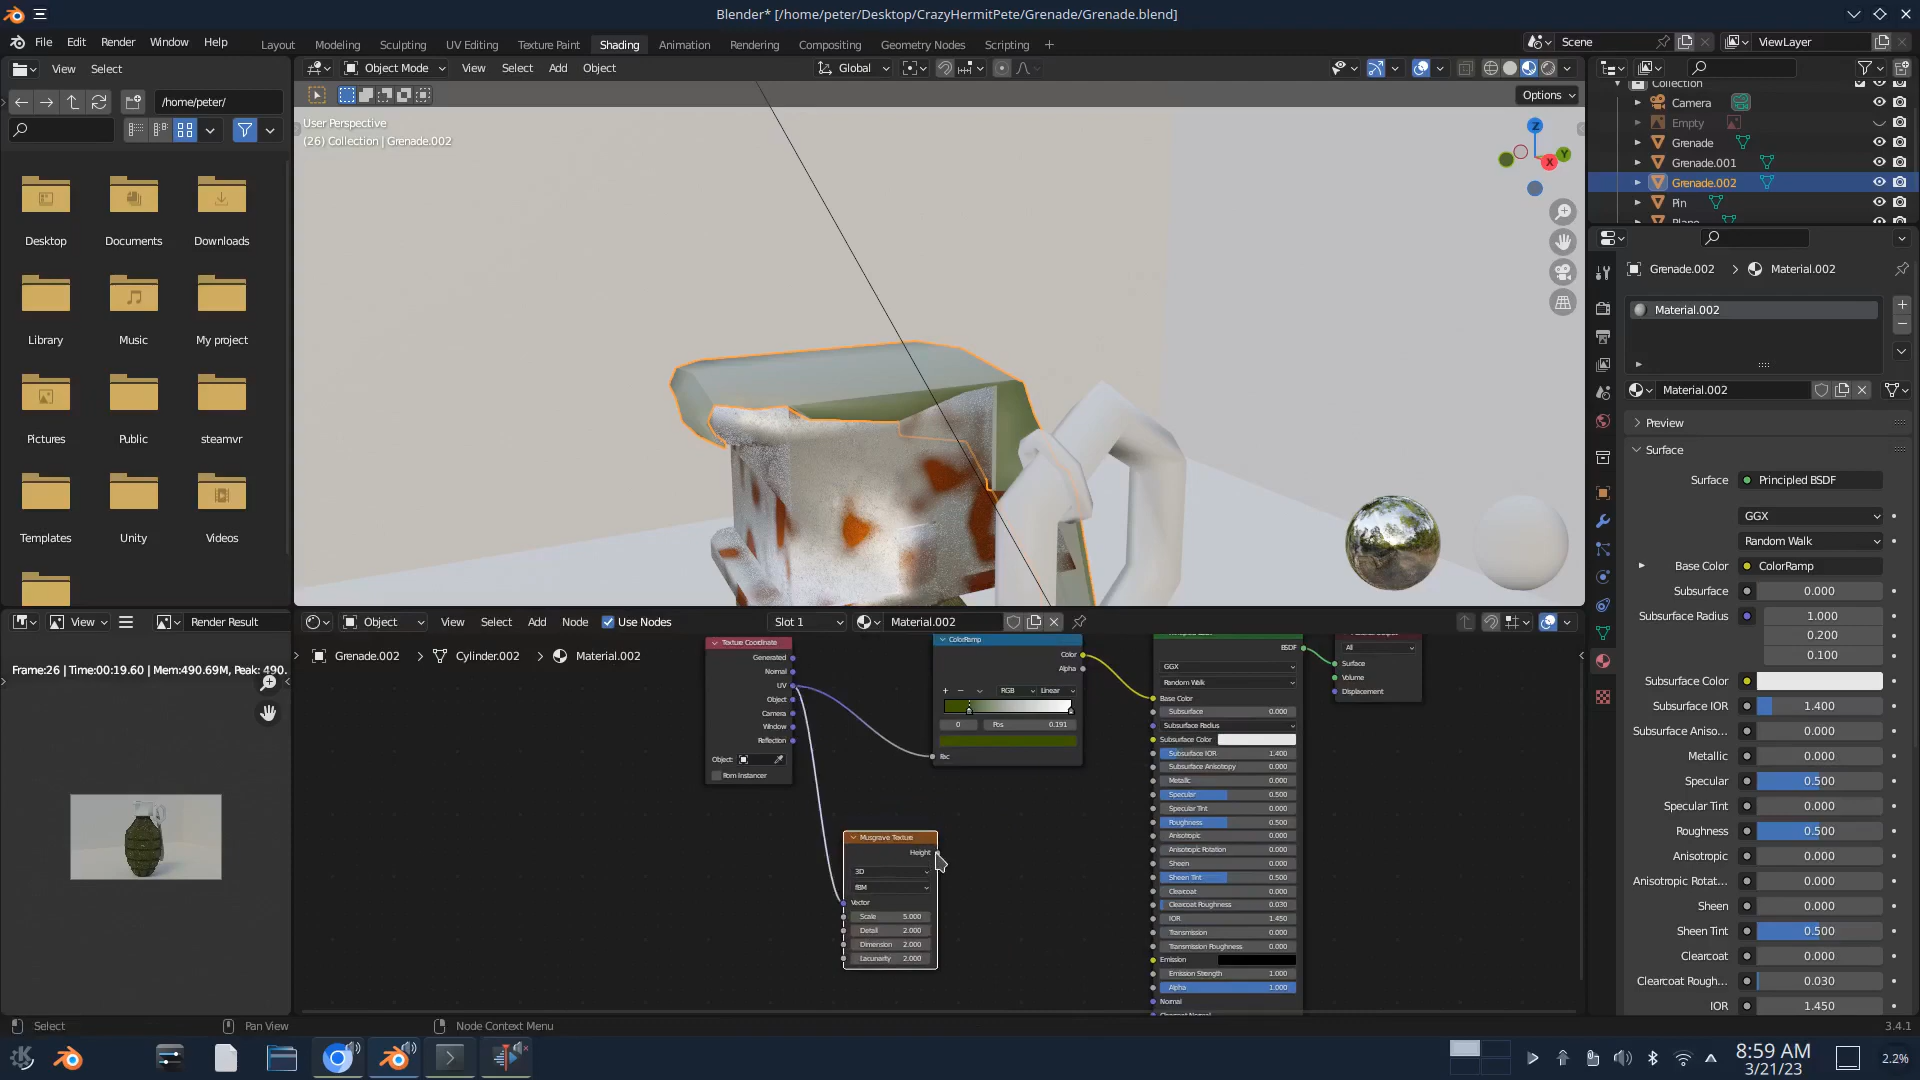 Blender* [/home/peter/Desktop/CrazyHermitPete/Grenade/Grenade.blend]
File Edit Render Window Help
Layout Modeling Sculpting UV Editing Texture Paint Shading Animation Rendering Compositing Geometry Nodes Scripting +
Scene
ViewLayer
View Select
Object Mode View Select Add Object
Global
/home/peter/
Options
User Perspective
(26) Collection | Grenade.002
Z
Y
X
Desktop Documents Downloads
Library Music My project
Pictures Public steamvr
Templates Unity Videos
Collection
Camera
Empty
Grenade
Grenade.001
Grenade.002
Pin
Grenade.002 > Material.002
Material.002
Material.002
Preview
Surface
Surface Principled BSDF
GGX
Random Walk
Base Color ColorRamp
Subsurface 0.000
Subsurface Radius 1.000
0.200
0.100
Subsurface Color
Subsurface IOR 1.400
Subsurface Aniso... 0.000
Metallic 0.000
Specular 0.500
Specular Tint 0.000
Roughness 0.500
Anisotropic 0.000
Anisotropic Rotat... 0.000
Sheen 0.000
Sheen Tint 0.500
Clearcoat 0.000
Clearcoat Rough... 0.030
IOR 1.450
View
Render Result
Frame:26 | Time:00:19.60 | Mem:490.69M, Peak: 490.
Object View Select Add Node Use Nodes
Slot 1
Material.002
Grenade.002 > Cylinder.002 > Material.002
Texture Coordinate
Generated
Normal
UV
Object
Camera
Window
Reflection
Object:
From Instancer
ColorRamp
Color
Alpha
RGB Linear
0 Pos 0.191
Fac
Musgrave Texture
Height
3D
fBM
Vector
Scale 5.000
Detail 2.000
Dimension 2.000
Lacunarity 2.000
BSDF
GGX
Random Walk
Base Color
Subsurface 0.000
Subsurface Radius
Subsurface Color
Subsurface IOR 1.400
Subsurface Anisotropy 0.000
Metallic 0.000
Specular 0.500
Specular Tint 0.000
Roughness 0.500
Anisotropic 0.000
Anisotropic Rotation 0.000
Sheen 0.000
Sheen Tint 0.500
Clearcoat 0.000
Clearcoat Roughness 0.030
IOR 1.450
Transmission 0.000
Transmission Roughness 0.000
Emission
Emission Strength 1.000
Alpha 1.000
Normal
All
Surface
Volume
Displacement
Select
Pan View
Node Context Menu
3.4.1
8:59 AM
3/21/23
2.2%